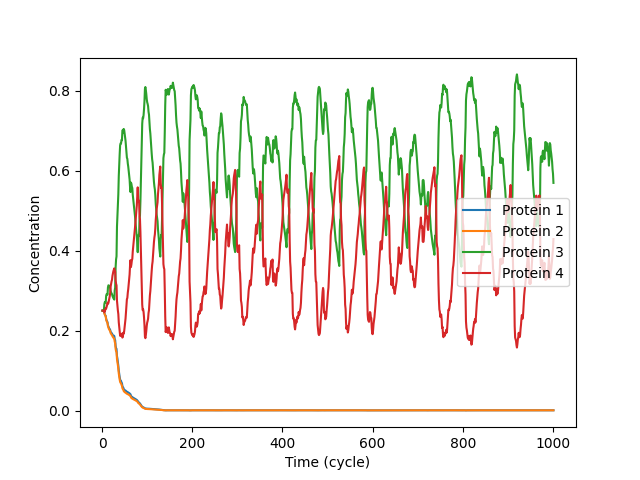 0.8
0.6
0.4
0.2
0.0
Concentration
0
200
400
600
800
1000
Time (cycle)
Protein 1
Protein 2
Protein 3
Protein 4